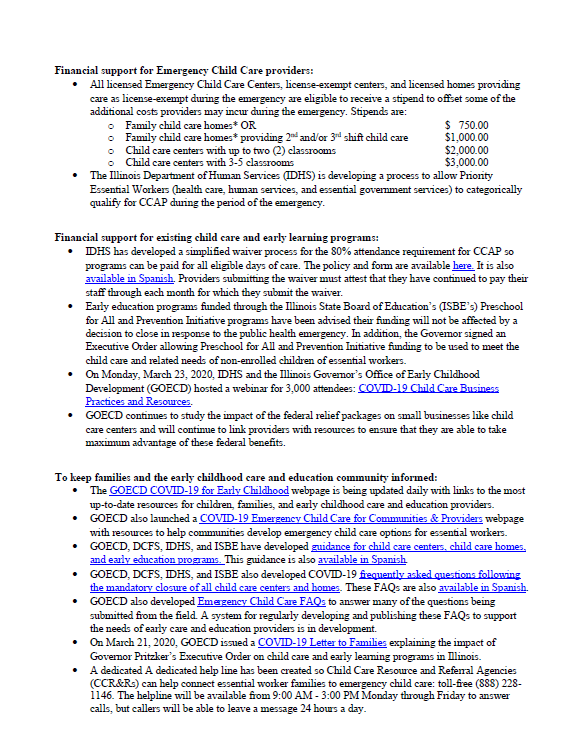 Financial support for Emergency Child Care providers:
• All licensed Emergency Child Care Centers, license-exempt centers, and licensed homes providing
care as license-exempt during the emergency are eligible to receive a stipend to offset some of the
additional costs providers may incur during the emergency. Stipends are:
o Family child care homes* OR $ 750.00
o Family child care homes* providing 2nd and/or 3rd shift child care $1,000.00
o Child care centers with up to two (2) classrooms $2,000.00
o Child care centers with 3-5 classrooms $3,000.00
• The Illinois Department of Human Services (IDHS) is developing a process to allow Priority
Essential Workers (health care, human services, and essential government services) to categorically
qualify for CCAP during the period of the emergency.
Financial support for existing child care and early learning programs:
• IDHS has developed a simplified waiver process for the 80% attendance requirement for CCAP so
programs can be paid for all eligible days of care. The policy and form are available here. It is also
available in Spanish. Providers submitting the waiver must attest that they have continued to pay their
staff through each month for which they submit the waiver.
• Early education programs funded through the Illinois State Board of Education's (ISBE's) Preschool
for All and Prevention Initiative programs have been advised their funding will not be affected by a
decision to close in response to the public health emergency. In addition, the Governor signed an
Executive Order allowing Preschool for All and Prevention Initiative funding to be used to meet the
child care and related needs of non-enrolled children of essential workers.
• On Monday, March 23, 2020, IDHS and the Illinois Governor's Office of Early Childhood
Development (GOECD) hosted a webinar for 3,000 attendees: COVID-19 Child Care Business
Practices and Resources.
• GOECD continues to study the impact of the federal relief packages on small businesses like child
care centers and will continue to link providers with resources to ensure that they are able to take
maximum advantage of these federal benefits.
To keep families and the early childhood care and education community informed:
• The GOECD COVID-19 for Early Childhood webpage is being updated daily with links to the most
up-to-date resources for children, families, and early childhood care and education providers.
• GOECD also launched a COVID-19 Emergency Child Care for Communities & Providers webpage
with resources to help communities develop emergency child care options for essential workers.
• GOECD, DCFS, IDHS, and ISBE have developed guidance for child care centers, child care homes,
and early education programs. This guidance is also available in Spanish.
• GOECD, DCFS, IDHS, and ISBE also developed COVID-19 frequently asked questions following
the mandatory closure of all child care centers and homes. These FAQs are also available in Spanish.
• GOECD also developed Emergency Child Care FAQs to answer many of the questions being
submitted from the field. A system for regularly developing and publishing these FAQs to support
the needs of early care and education providers is in development.
• On March 21, 2020, GOECD issued a COVID-19 Letter to Families explaining the impact of
Governor Pritzker's Executive Order on child care and early learning programs in Illinois.
• A dedicated A dedicated help line has been created so Child Care Resource and Referral Agencies
(CCR&Rs) can help connect essential worker families to emergency child care: toll-free (888) 228-
1146. The helpline will be available from 9:00 AM - 3:00 PM Monday through Friday to answer
calls, but callers will be able to leave a message 24 hours a day.